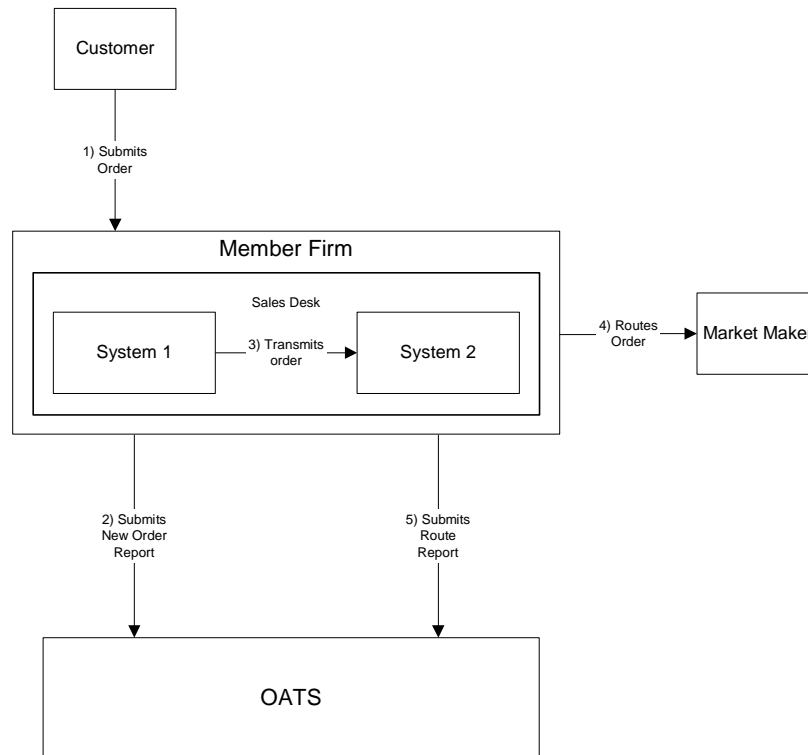 Customer
1) Submits
Order
Member Firm
Sales Desk
System 1
3) Transmits
order
System 2
4) Routes
Order
Market Maker
2) Submits
New Order
Report
5) Submits
Route
Report
OATS